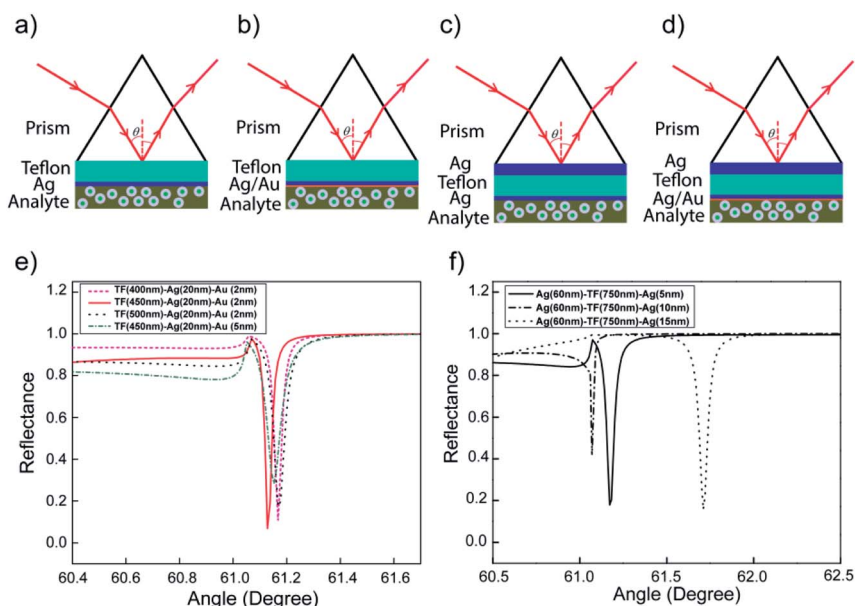 a)
b)
c)
d)
θ
θ
θ
θ
Prism
Prism
Prism
Prism
Teflon
Ag
Analyte
Teflon
Ag/Au
Analyte
Ag
Teflon
Ag
Analyte
Ag
Teflon
Ag/Au
Analyte
e)
TF(400nm)-Ag(20nm)-Au (2nm)
TF(450nm)-Ag(20nm)-Au (2nm)
TF(500nm)-Ag(20nm)-Au (2nm)
TF(450nm)-Ag(20nm)-Au (5nm)
1.2
1.0
0.8
0.6
0.4
0.2
0.0
Reflectance
60.4 60.6 60.8 61.0 61.2 61.4 61.6
Angle (Degree)
f)
Ag(60nm)-TF(750nm)-Ag(5nm)
Ag(60nm)-TF(750nm)-Ag(10nm)
Ag(60nm)-TF(750nm)-Ag(15nm)
1.2
1.0
0.8
0.6
0.4
0.2
0.0
Reflectance
60.5 61.0 61.5 62.0 62.5
Angle (Degree)